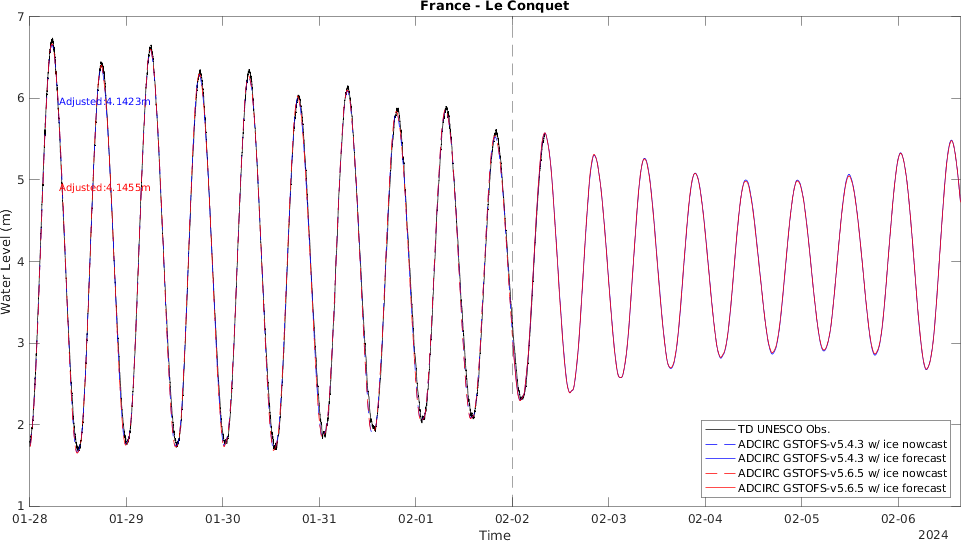 France - Le Conquet
7
6
5
4
3
2
1
Water Level (m)
Adjusted:4.1423m
Adjusted:4.1455m
TD UNESCO Obs.
ADCIRC GSTOFS-v5.4.3 w/ ice nowcast
ADCIRC GSTOFS-v5.4.3 w/ ice forecast
ADCIRC GSTOFS-v5.6.5 w/ ice nowcast
ADCIRC GSTOFS-v5.6.5 w/ ice forecast
01-28 01-29 01-30 01-31 02-01 02-02 02-03 02-04 02-05 02-06
Time
2024